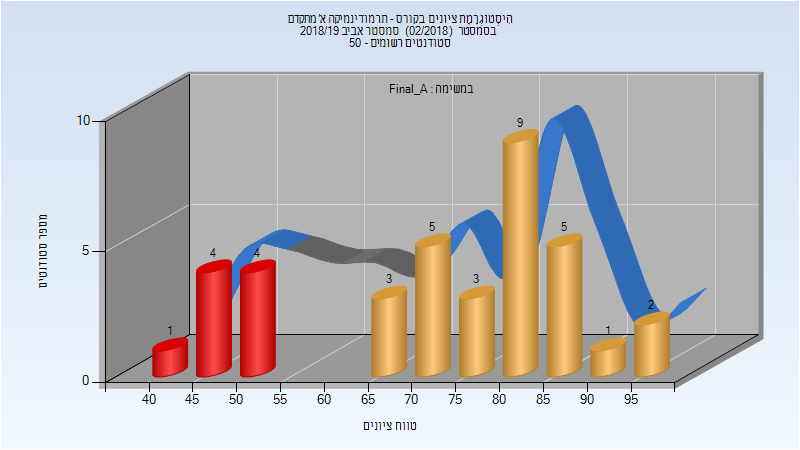 היסטוגרמת ציונים בקורס - תרמודינמיקה א' מתקדם
בסמסטר (02/2018) סמסטר אביב 2018/19
סטודנטים רשומים - 50
במשימה : Final_A
מספר סטודנטים
10
5
0
1
4
4
3
5
3
9
5
1
2
40 45 50 55 60 65 70 75 80 85 90 95
טווח ציונים